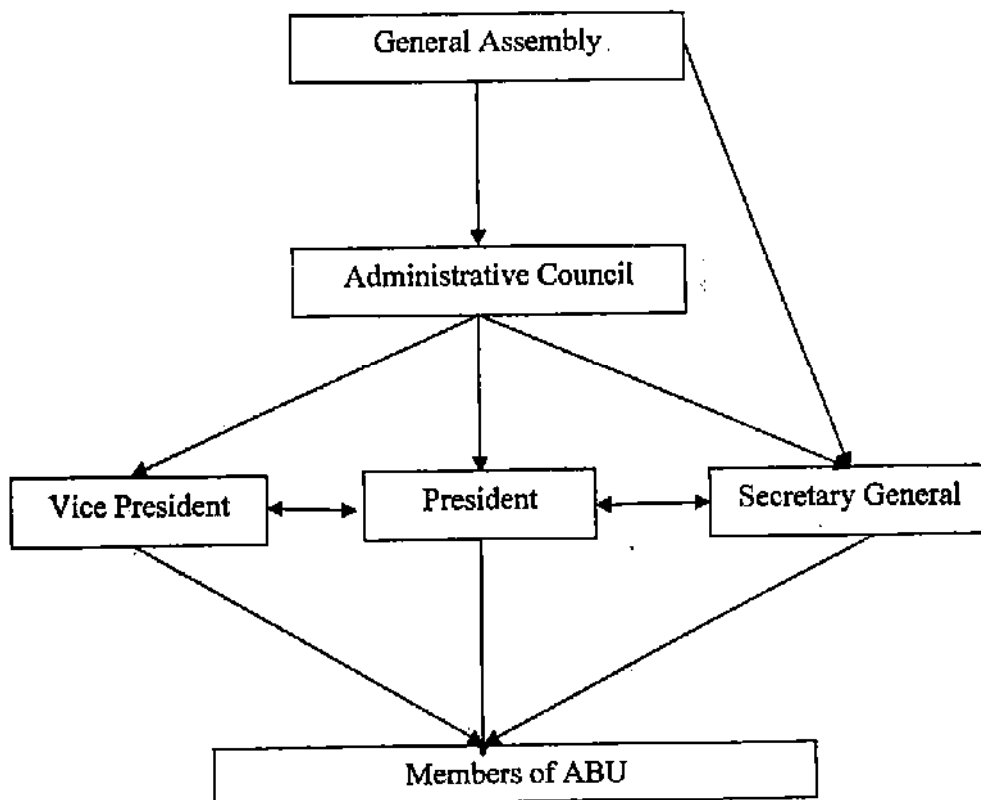 General Assembly
Administrative Council
Vice President
President
Secretary General
Members of ABU